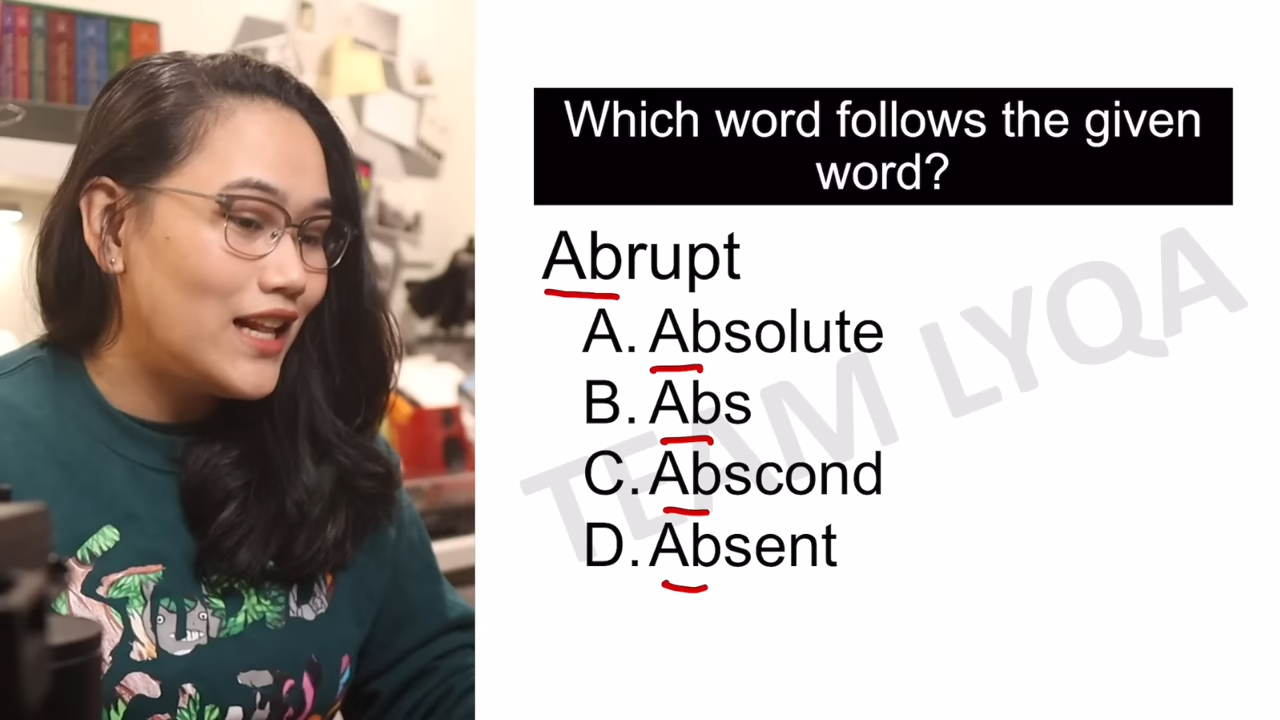 Which word follows the given
word?
Abrupt
A. Absolute
B. Abs
C. Abscond
D. Absent
TEAM LYQA